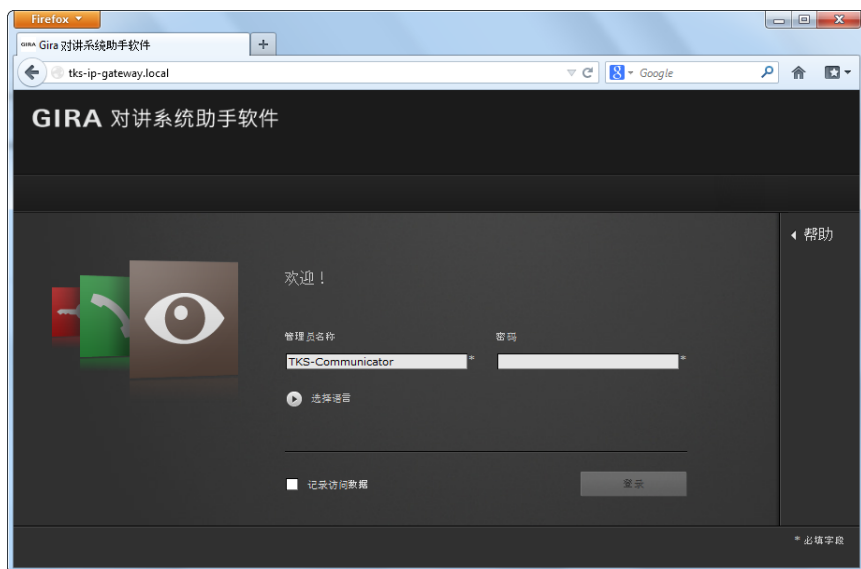 Firefox
GIRA Gira 对讲系统助手软件
+
tks-ip-gateway.local
8 Google
GIRA 对讲系统助手软件
帮助
欢迎！
管理员名称
密码
TKS-Communicator *
*
选择语言
记录访问数据
登录
* 必填字段